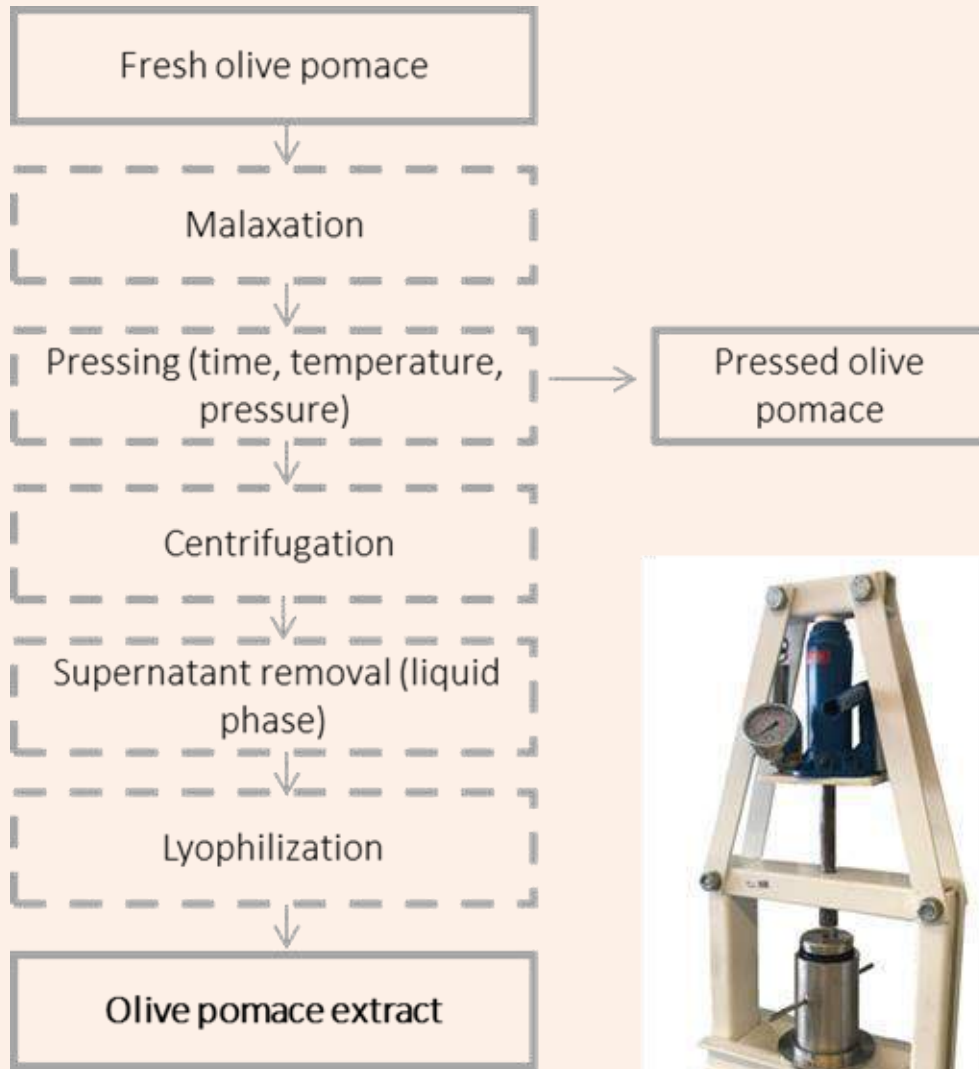 Fresh olive pomace
Malaxation
Pressing (time, temperature,
pressure)
Pressed olive
pomace
Centrifugation
Supernatant removal (liquid
phase)
Lyophilization
Olive pomace extract